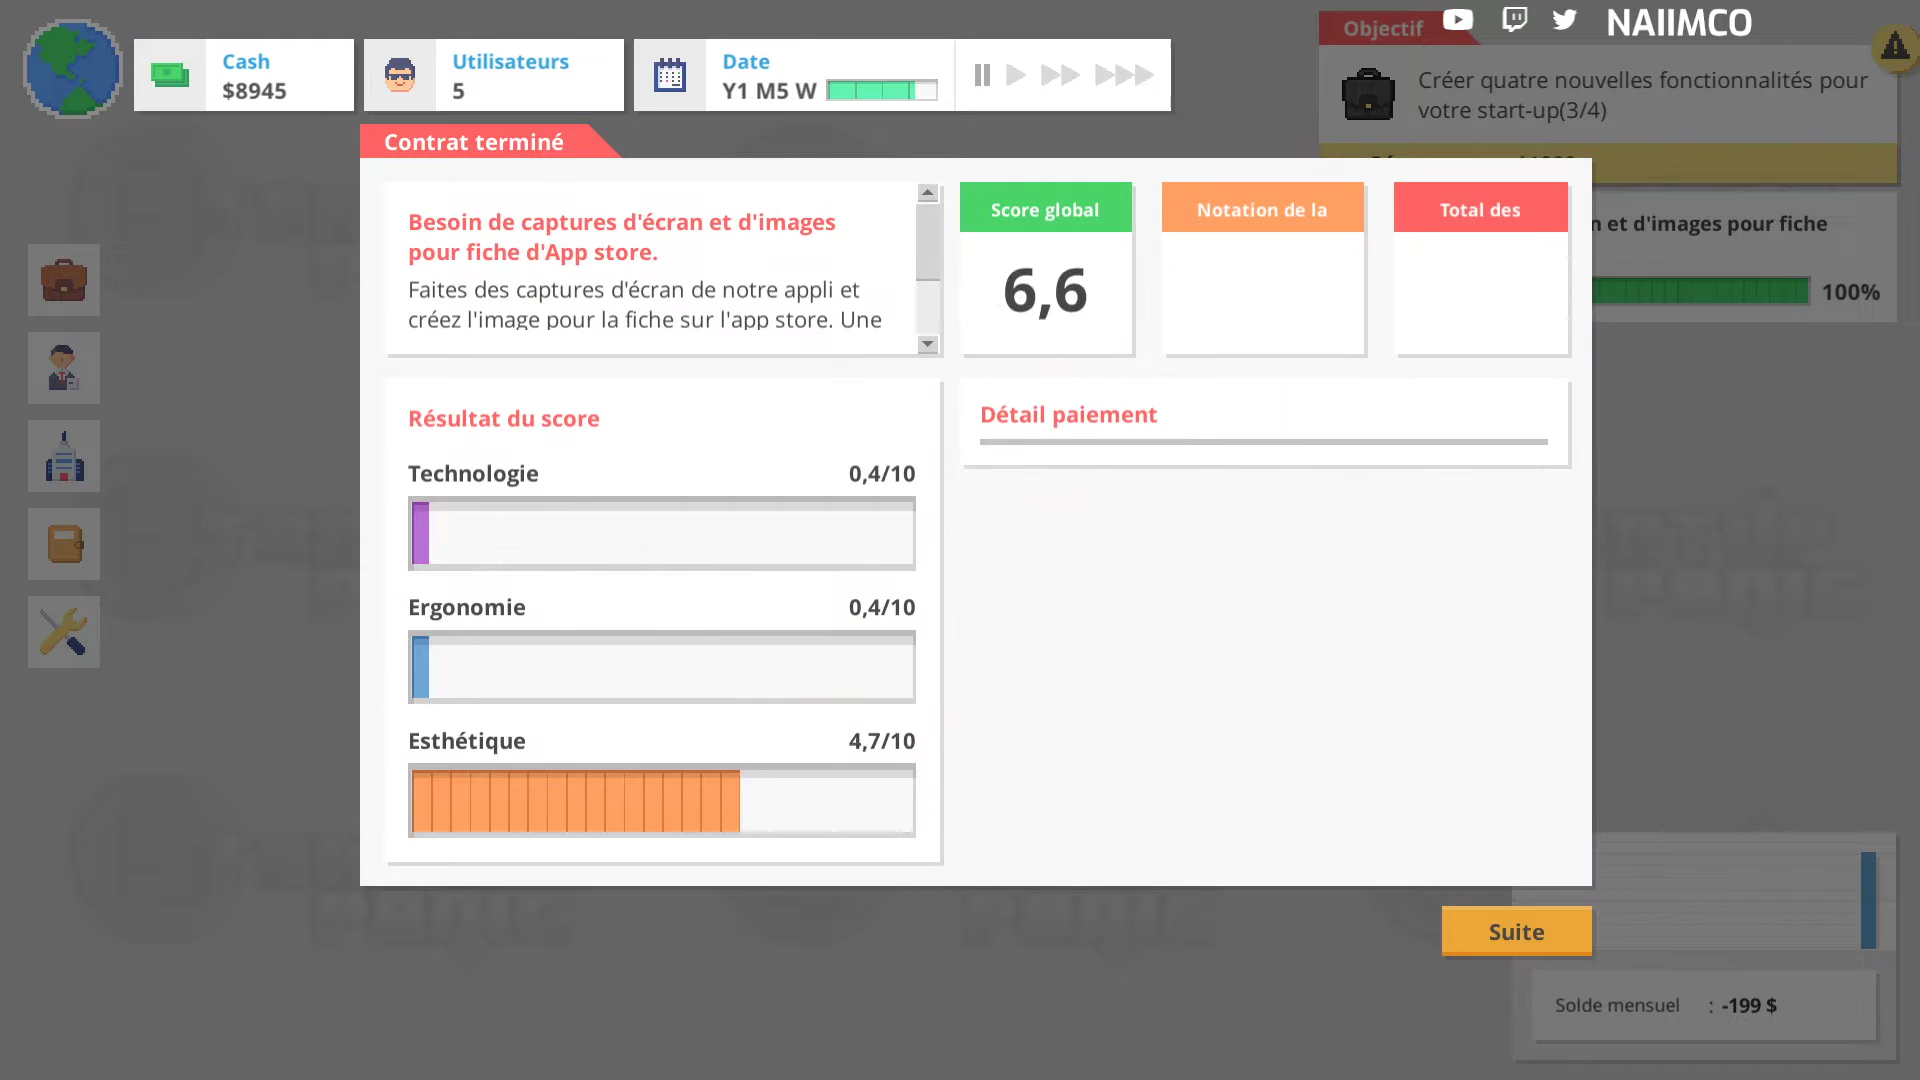 NAIIMCO
Cash
$8945
Utilisateurs
5
Date
Y1 M5 W
Objectif
Créer quatre nouvelles fonctionnalités pour
votre start-up(3/4)
Contrat terminé
Besoin de captures d'écran et d'images
pour fiche d'App store.
Faites des captures d'écran de notre appli et
créez l'image pour la fiche sur l'app store. Une
Score global
6,6
Notation de la
Total des
n et d'images pour fiche
100%
Résultat du score
Technologie 0,4/10
Ergonomie 0,4/10
Esthétique 4,7/10
Détail paiement
Suite
Solde mensuel : -199 $